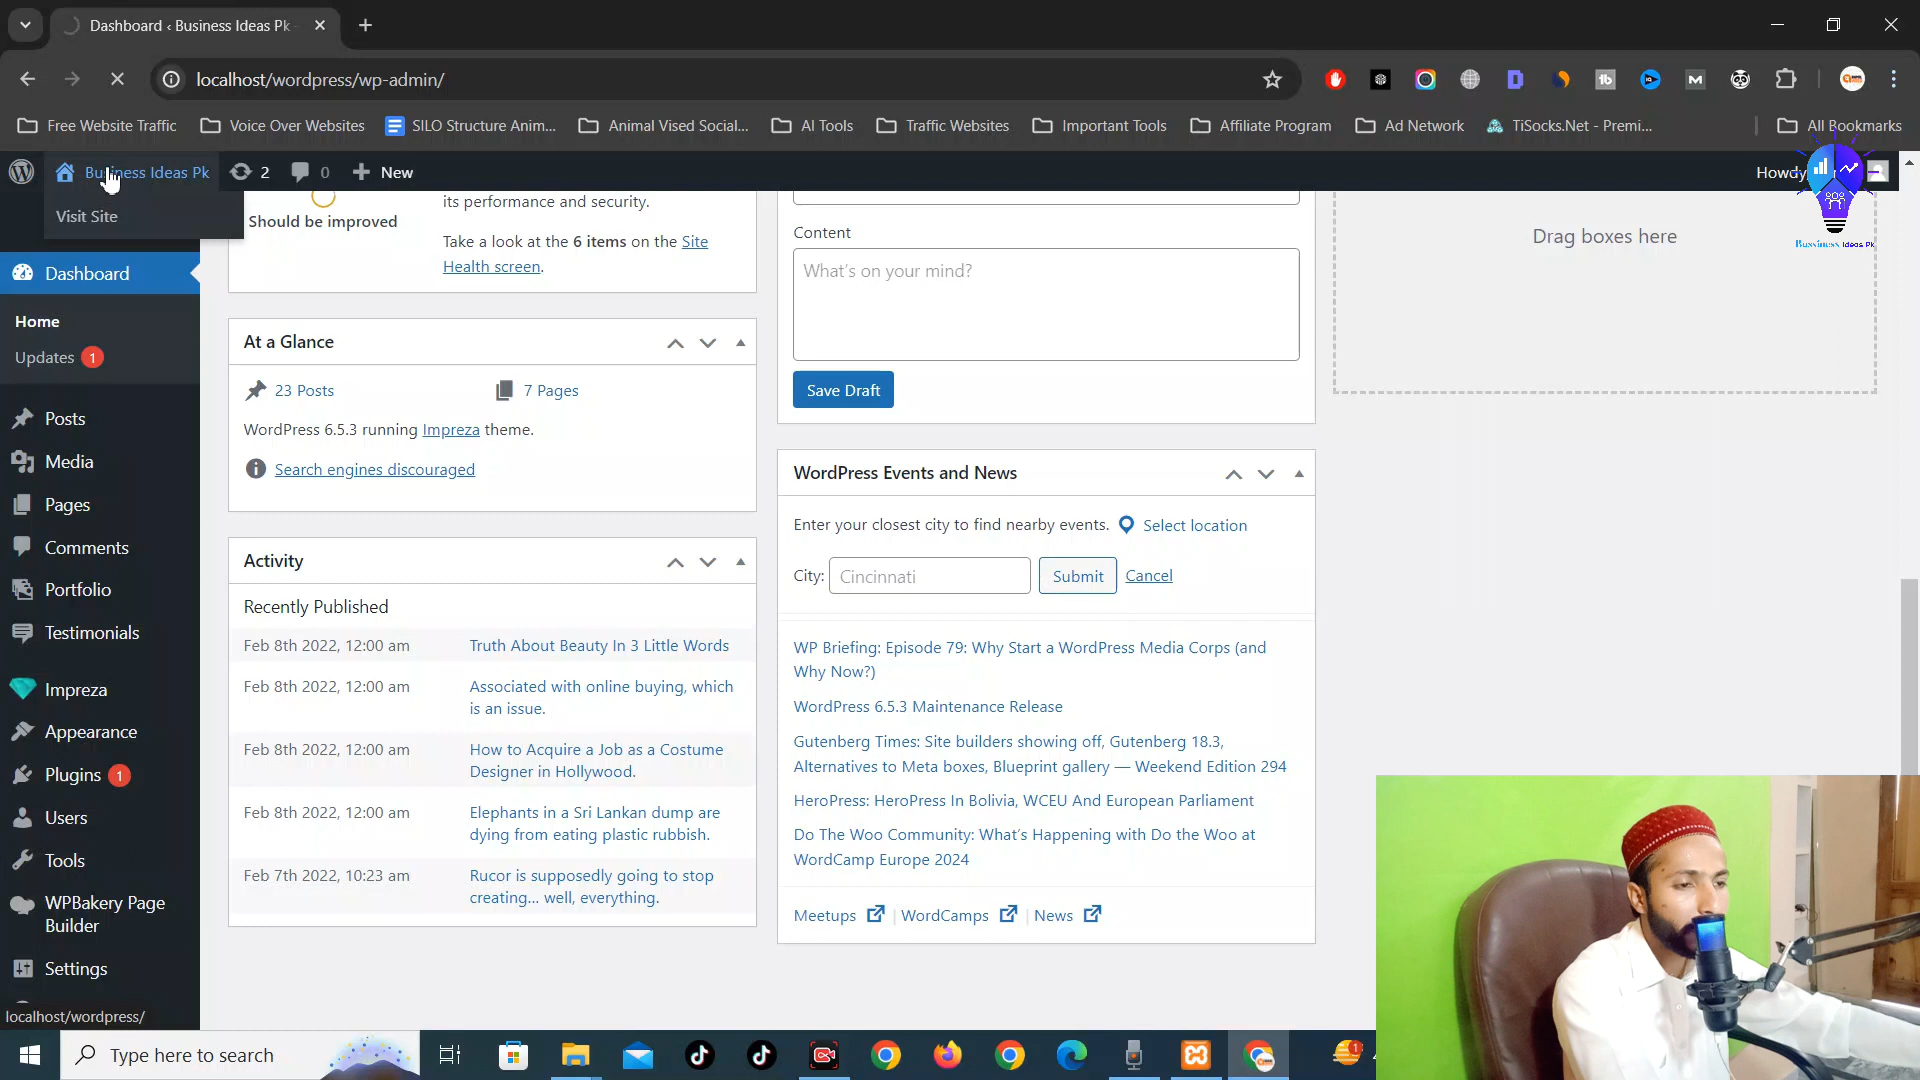 Dashboard ‹ Business Ideas Pk
localhost/wordpress/wp-admin/
Free Website Traffic
Voice Over Websites
SILO Structure Anim...
Animal Vised Social...
AI Tools
Traffic Websites
Important Tools
Affiliate Program
Ad Network
TiSocks.Net - Premi...
All Bookmarks
Business Ideas Pk
2
0
New
Howdy
Visit Site
Bussiness Ideas Pk
Dashboard
Home
Updates 1
Posts
Media
Pages
Comments
Portfolio
Testimonials
Impreza
Appearance
Plugins 1
Users
Tools
WPBakery Page
Builder
Settings
localhost/wordpress/
Should be improved
its performance and security.
Take a look at the 6 items on the Site
Health screen.
At a Glance
23 Posts
7 Pages
WordPress 6.5.3 running Impreza theme.
Search engines discouraged
Activity
Recently Published
Feb 8th 2022, 12:00 am
Truth About Beauty In 3 Little Words
Feb 8th 2022, 12:00 am
Associated with online buying, which
is an issue.
Feb 8th 2022, 12:00 am
How to Acquire a Job as a Costume
Designer in Hollywood.
Feb 8th 2022, 12:00 am
Elephants in a Sri Lankan dump are
dying from eating plastic rubbish.
Feb 7th 2022, 10:23 am
Rucor is supposedly going to stop
creating... well, everything.
Content
What's on your mind?
Save Draft
WordPress Events and News
Enter your closest city to find nearby events.
Select location
City:
Cincinnati
Submit
Cancel
WP Briefing: Episode 79: Why Start a WordPress Media Corps (and
Why Now?)
WordPress 6.5.3 Maintenance Release
Gutenberg Times: Site builders showing off, Gutenberg 18.3,
Alternatives to Meta boxes, Blueprint gallery — Weekend Edition 294
HeroPress: HeroPress In Bolivia, WCEU And European Parliament
Do The Woo Community: What's Happening with Do the Woo at
WordCamp Europe 2024
Meetups | WordCamps | News
Drag boxes here
Type here to search
1